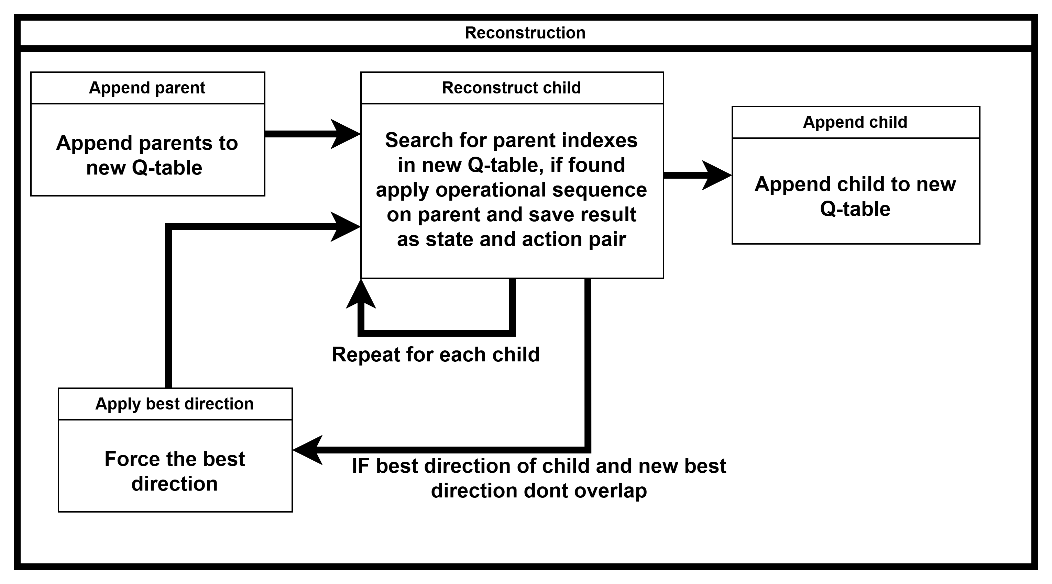 Reconstruction
Append parent
Append parents to
new Q-table
Reconstruct child
Search for parent indexes
in new Q-table, if found
apply operational sequence
on parent and save result
as state and action pair
Append child
Append child to new
Q-table
Repeat for each child
Apply best direction
Force the best
direction
IF best direction of child and new best
direction dont overlap